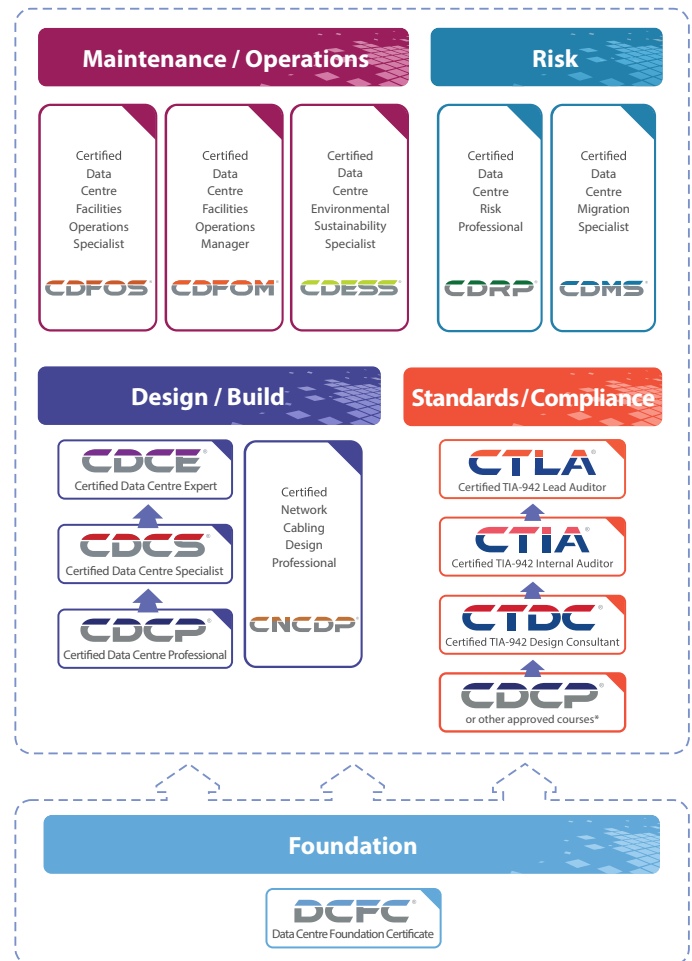 Maintenance / Operations
Risk
Certified
Data
Centre
Facilities
Operations
Specialist
CDFOS®
Certified
Data
Centre
Facilities
Operations
Manager
CDFOM®
Certified
Data
Centre
Environmental
Sustainability
Specialist
CDESS®
Certified
Data
Centre
Risk
Professional
CDRP®
Certified
Data
Centre
Migration
Specialist
CDMS®
Design / Build
CDCE®
Certified Data Centre Expert
CDCS®
Certified Data Centre Specialist
CDCP®
Certified Data Centre Professional
Certified
Network
Cabling
Design
Professional
CNCDP®
Standards/Compliance
CTLA®
Certified TIA-942 Lead Auditor
CTIA®
Certified TIA-942 Internal Auditor
CTDC®
Certified TIA-942 Design Consultant
CDCP®
or other approved courses*
Foundation
DCFC®
Data Centre Foundation Certificate